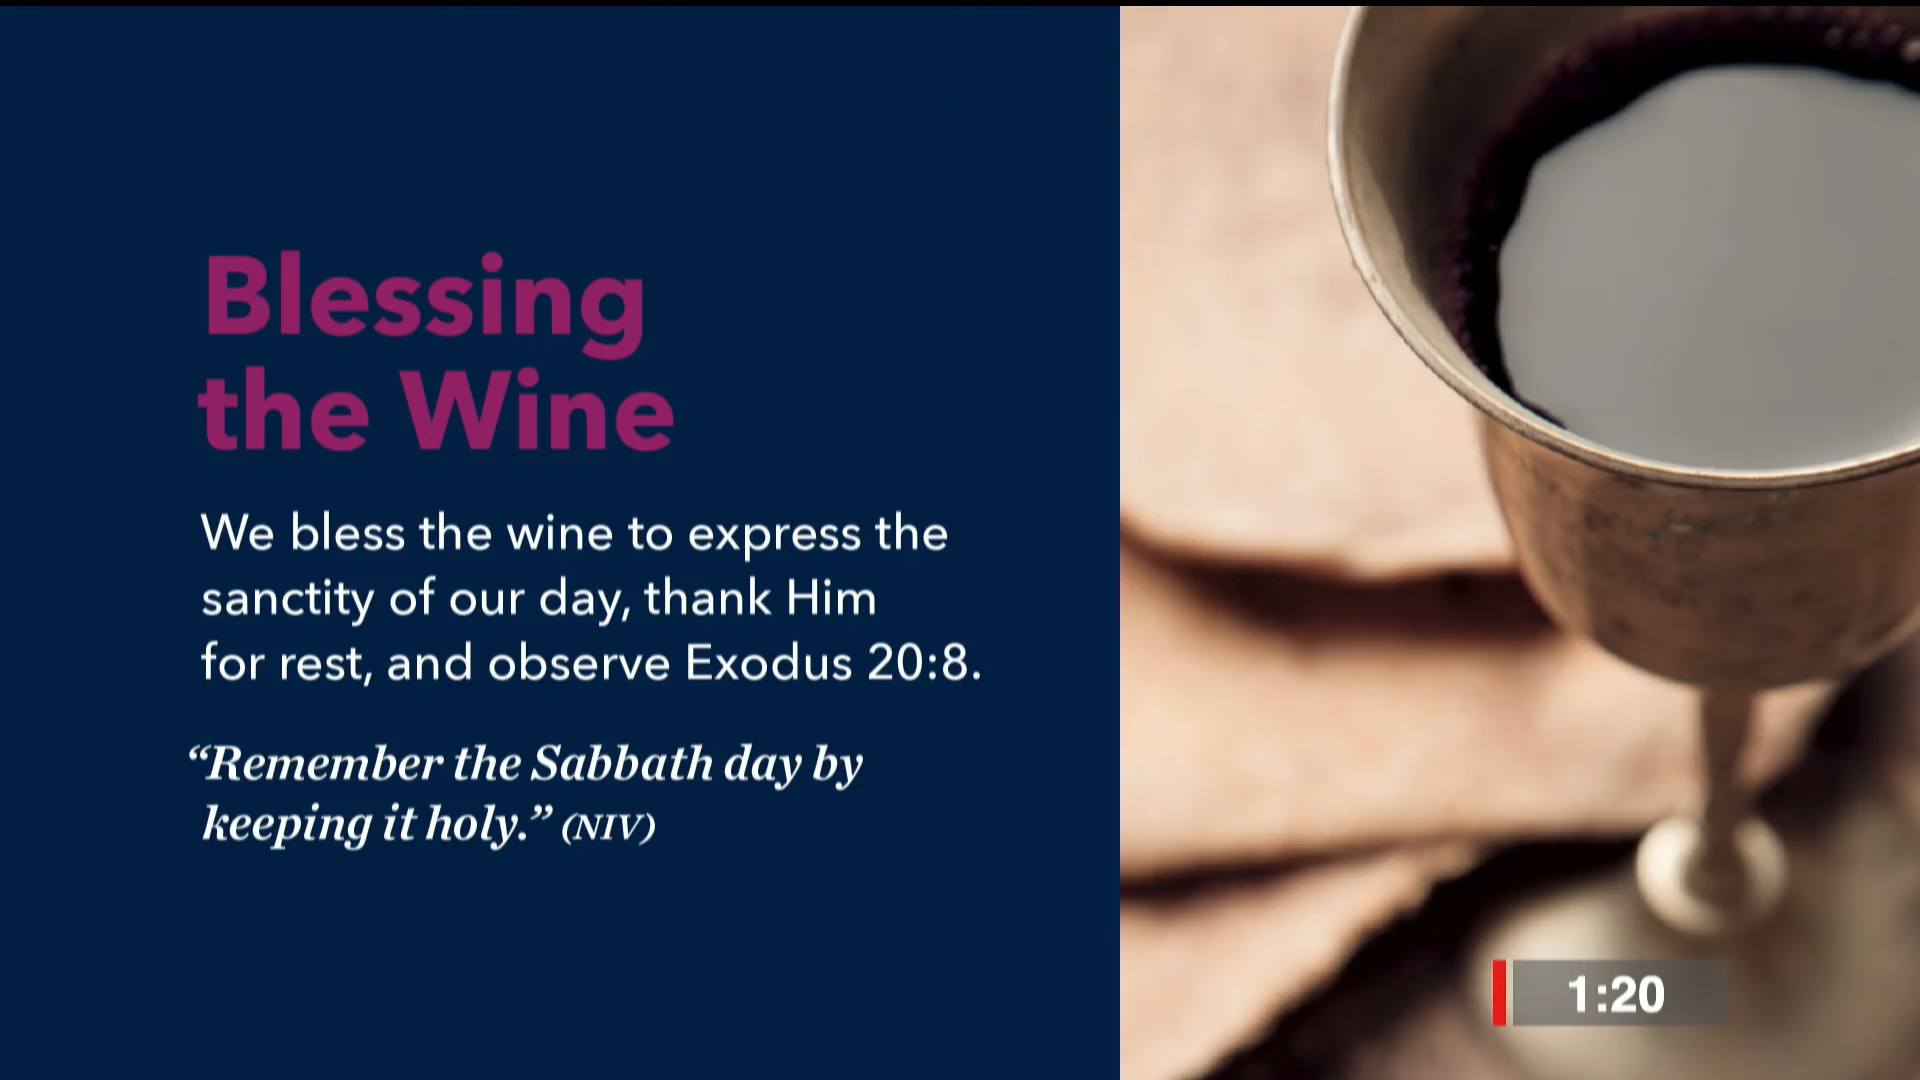 Blessing
the Wine
We bless the wine to express the
sanctity of our day, thank Him
for rest, and observe Exodus 20:8.
“Remember the Sabbath day by
keeping it holy.” (NIV)
1:20